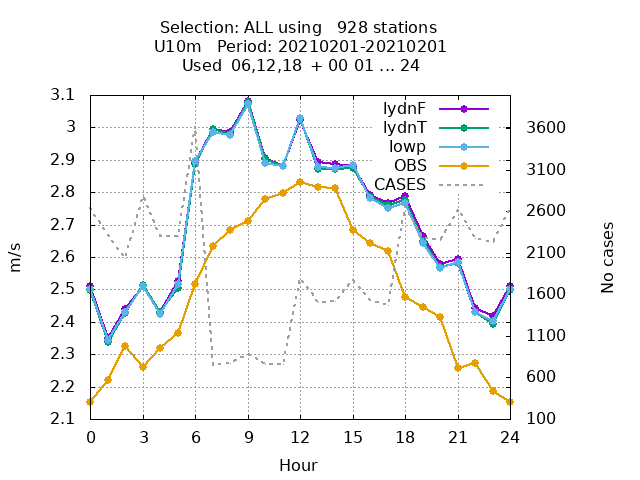 Selection: ALL using   928 stations
U10m   Period: 20210201-20210201
Used  06,12,18  + 00 01 ... 24
3.1
3
2.9
2.8
2.7
2.6
2.5
2.4
2.3
2.2
2.1
m/s
lydnF
lydnT
lowp
OBS
CASES
3600
3100
2600
2100
1600
1100
600
100
No cases
0 3 6 9 12 15 18 21 24
Hour